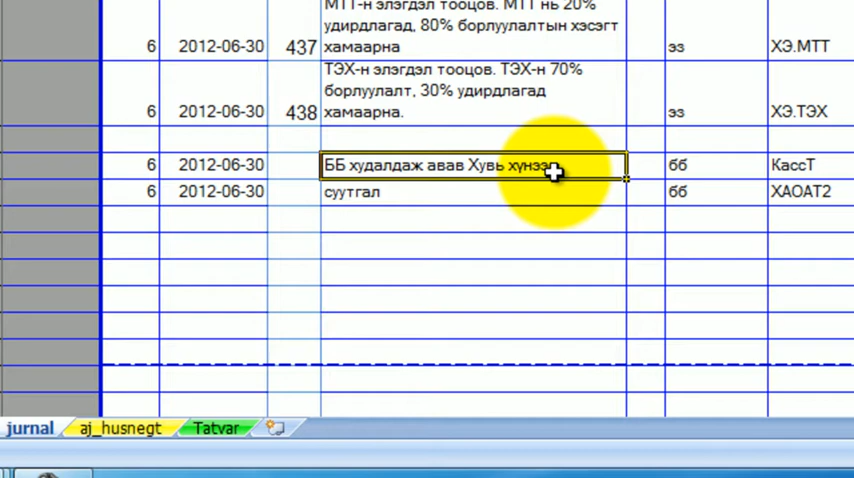 МТТ-н элэгдэл тооцов. МТТ нь 20%
удирдлагад, 80% борлуулалтын хэсэгт
6 2012-06-30 437 хамаарна ээ ХЭ.МТТ
ТЭХ-н элэгдэл тооцов. ТЭХ-н 70%
борлуулалт, 30% удирдлагад
6 2012-06-30 438 хамаарна. ээ ХЭ.ТЭХ
6 2012-06-30 ББ худалдаж авав Хувь хүнээс бб КассТ
6 2012-06-30 суутгал бб ХАОАТ2
jurnal aj_husnegt Tatvar